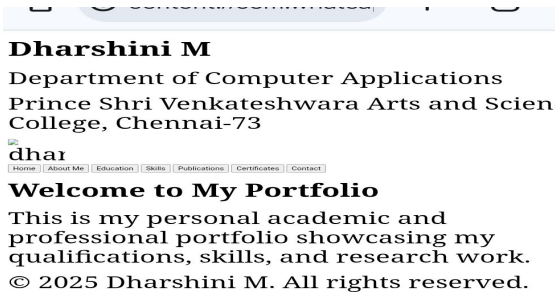 Dharshini M
Department of Computer Applications
Prince Shri Venkateshwara Arts and Scien
College, Chennai-73
dhar
Home About Me Education Skills Publications Certificates Contact
Welcome to My Portfolio
This is my personal academic and
professional portfolio showcasing my
qualifications, skills, and research work.
© 2025 Dharshini M. All rights reserved.